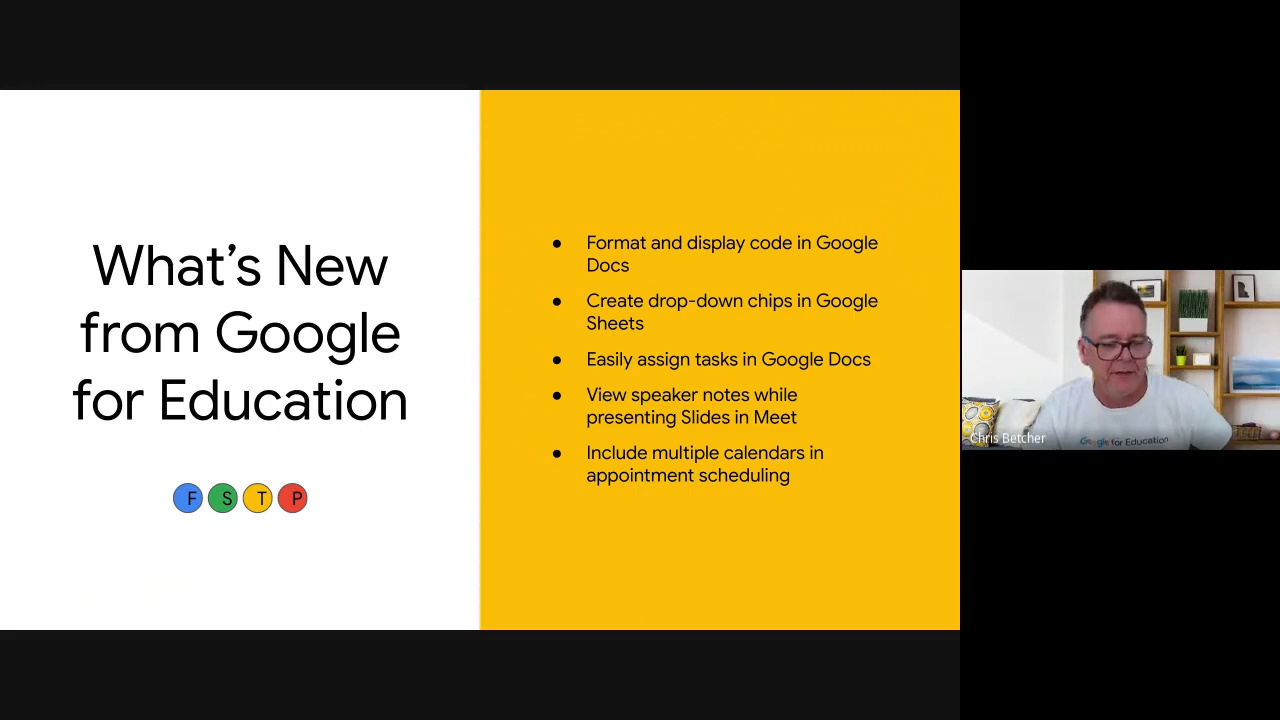 What’s New
from Google
for Education
F S T P
● Format and display code in Google
Docs
● Create drop-down chips in Google
Sheets
● Easily assign tasks in Google Docs
● View speaker notes while
presenting Slides in Meet
● Include multiple calendars in
appointment scheduling
Chris Betcher
Google for Education